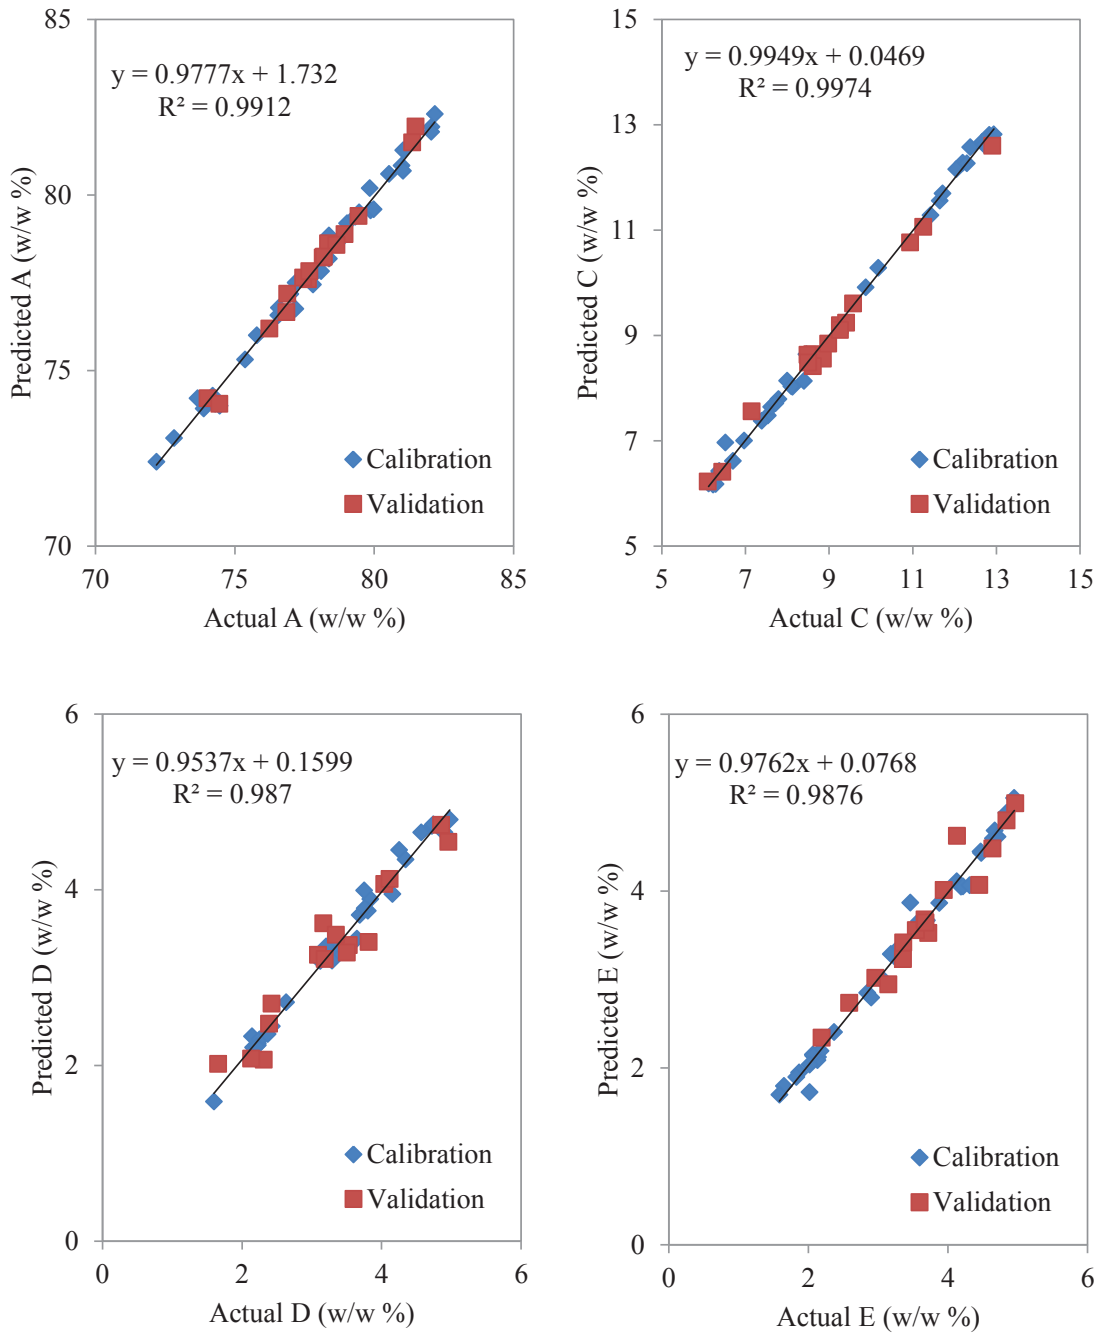 85
80
75
70
Predicted A (w/w %)
y = 0.9777x + 1.732
R² = 0.9912
Calibration
Validation
70 75 80 85
Actual A (w/w %)
15
13
11
9
7
5
Predicted C (w/w %)
y = 0.9949x + 0.0469
R² = 0.9974
Calibration
Validation
5 7 9 11 13 15
Actual C (w/w %)
6
4
2
0
Predicted D (w/w %)
y = 0.9537x + 0.1599
R² = 0.987
Calibration
Validation
0 2 4 6
Actual D (w/w %)
6
4
2
0
Predicted E (w/w %)
y = 0.9762x + 0.0768
R² = 0.9876
Calibration
Validation
0 2 4 6
Actual E (w/w %)